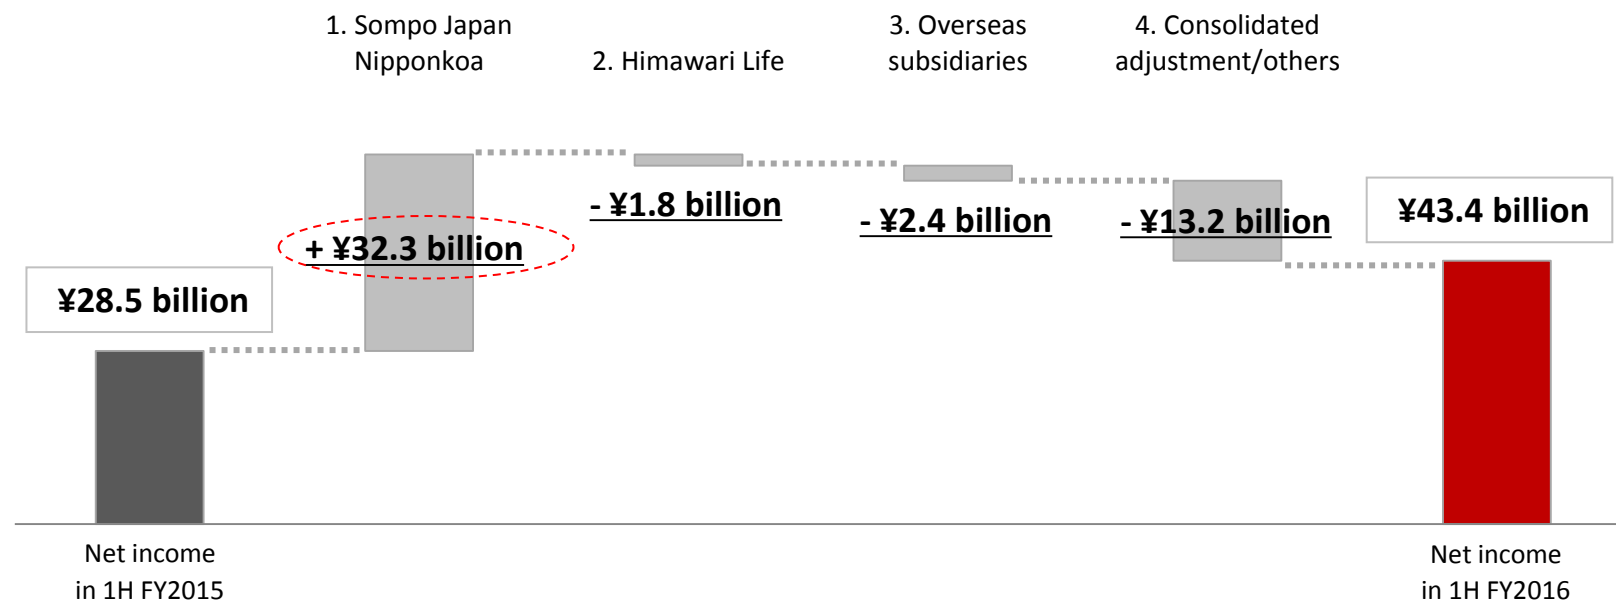 1. Sompo Japan
Nipponkoa
2. Himawari Life
3. Overseas
subsidiaries
4. Consolidated
adjustment/others
¥28.5 billion
+ ¥32.3 billion
- ¥1.8 billion
- ¥2.4 billion
- ¥13.2 billion
¥43.4 billion
Net income
in 1H FY2015
Net income
in 1H FY2016